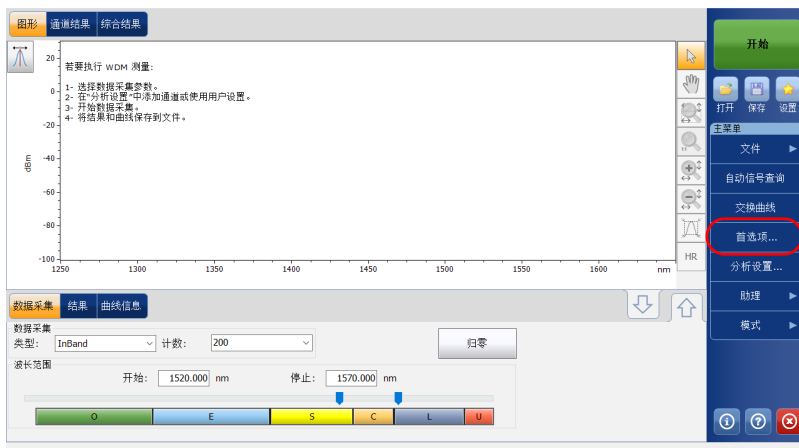 图形 通道结果 综合结果
若要执行 WDM 测量:
1- 选择数据采集参数。
2- 在"分析设置"中添加通道或使用用户设置。
3- 开始数据采集。
4- 将结果和曲线保存到文件。
20
0
-20
-40
-60
-80
-100
dBm
1250 1300 1350 1400 1450 1500 1550 1600 nm
HR
数据采集 结果 曲线信息
数据采集
类型: InBand 计数: 200 归零
波长范围
开始: 1520.000 nm 停止: 1570.000 nm
O E S C L U
开始
打开 保存 设置
主菜单
文件
自动信号查询
交换曲线
首选项...
分析设置...
助理
模式